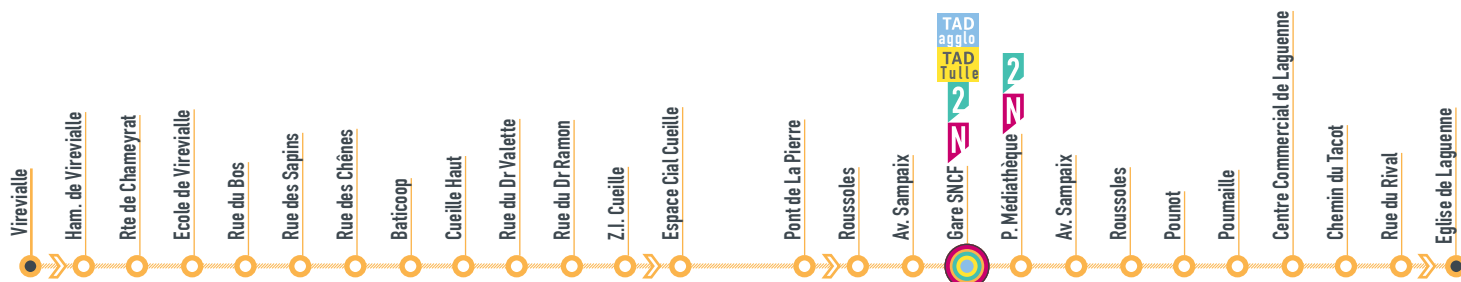 Virevialle
Ham. de Virevialle
Rte de Chameyrat
Ecole de Virevialle
Rue du Bos
Rue des Sapins
Rue des Chênes
Baticoop
Cueille Haut
Rue du Dr Valette
Rue du Dr Ramon
Z.I. Cueille
Espace Cial Cueille
Pont de La Pierre
Roussoles
Av. Sampaix
TAD
agglo
TAD
Tulle
2
N
Gare SNCF
2
N
P. Médiathèque
Av. Sampaix
Roussoles
Pounot
Poumaille
Centre Commercial de Laguenne
Chemin du Tacot
Rue du Rival
Eglise de Laguenne